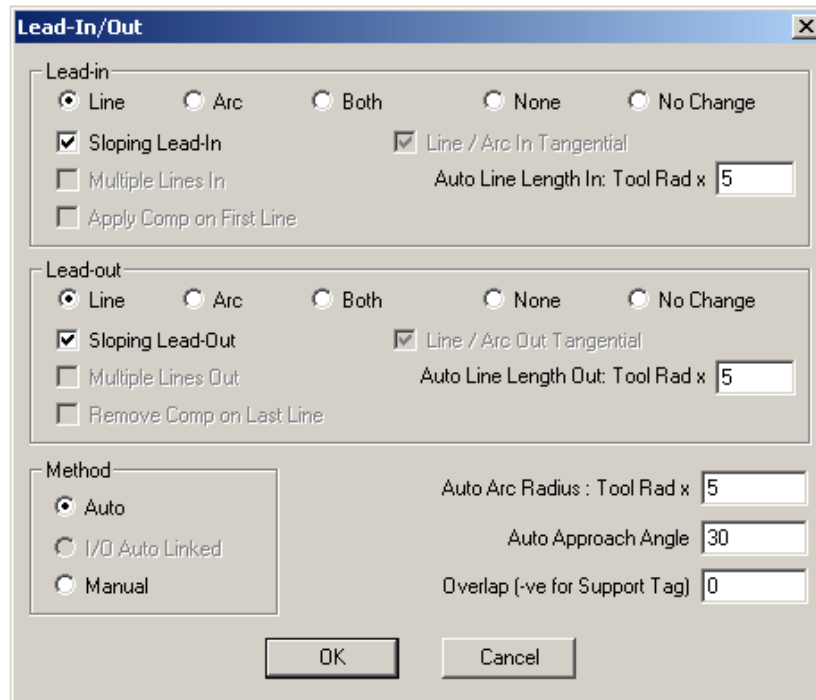 Lead-In/Out
Lead-in
Line Arc Both None No Change
Sloping Lead-In Line / Arc In Tangential
Multiple Lines In Auto Line Length In: Tool Rad x 5
Apply Comp on First Line
Lead-out
Line Arc Both None No Change
Sloping Lead-Out Line / Arc Out Tangential
Multiple Lines Out Auto Line Length Out: Tool Rad x 5
Remove Comp on Last Line
Method
Auto
I/O Auto Linked
Manual
Auto Arc Radius : Tool Rad x 5
Auto Approach Angle 30
Overlap (-ve for Support Tag) 0
OK Cancel